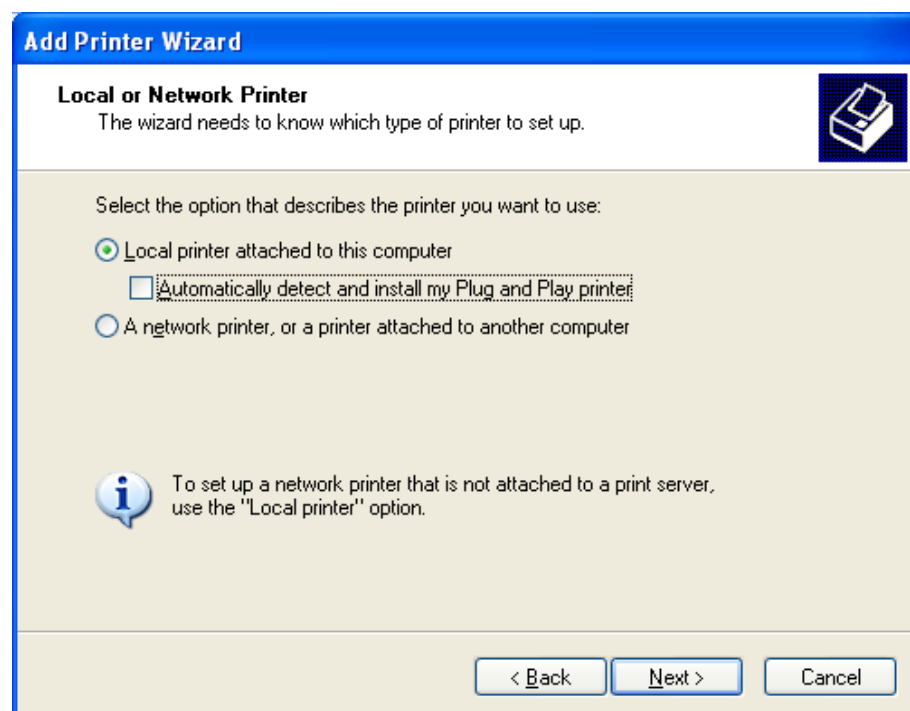 Add Printer Wizard
Local or Network Printer
The wizard needs to know which type of printer to set up.
Select the option that describes the printer you want to use:
Local printer attached to this computer
Automatically detect and install my Plug and Play printer
A network printer, or a printer attached to another computer
To set up a network printer that is not attached to a print server,
use the "Local printer" option.
< Back
Next >
Cancel